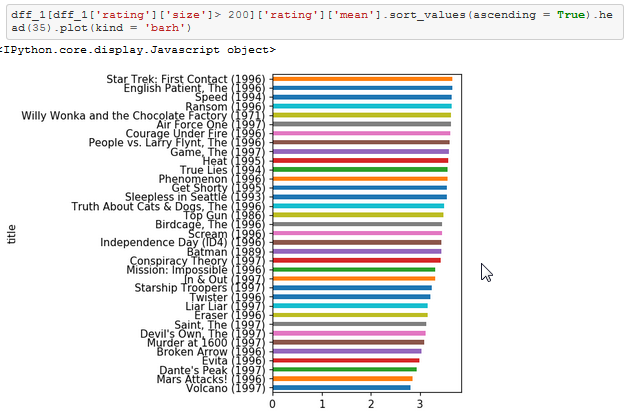 dff_1[dff_1['rating']['size']> 200]['rating']['mean'].sort_values(ascending = True).he
ad(35).plot(kind = 'barh')
<IPython.core.display.Javascript object>
Star Trek: First Contact (1996)
English Patient, The (1996)
Speed (1994)
Ransom (1996)
Willy Wonka and the Chocolate Factory (1971)
Air Force One (1997)
Courage Under Fire (1996)
People vs. Larry Flynt, The (1996)
Game, The (1997)
Heat (1995)
True Lies (1994)
Phenomenon (1996)
Get Shorty (1995)
Sleepless in Seattle (1993)
Truth About Cats & Dogs, The (1996)
Top Gun (1986)
Birdcage, The (1996)
Scream (1996)
Independence Day (ID4) (1996)
Batman (1989)
Conspiracy Theory (1997)
Mission: Impossible (1996)
In & Out (1997)
Starship Troopers (1997)
Twister (1996)
Liar Liar (1997)
Eraser (1996)
Saint, The (1997)
Devil's Own, The (1997)
Murder at 1600 (1997)
Broken Arrow (1996)
Evita (1996)
Dante's Peak (1997)
Mars Attacks! (1996)
Volcano (1997)
title
0 1 2 3